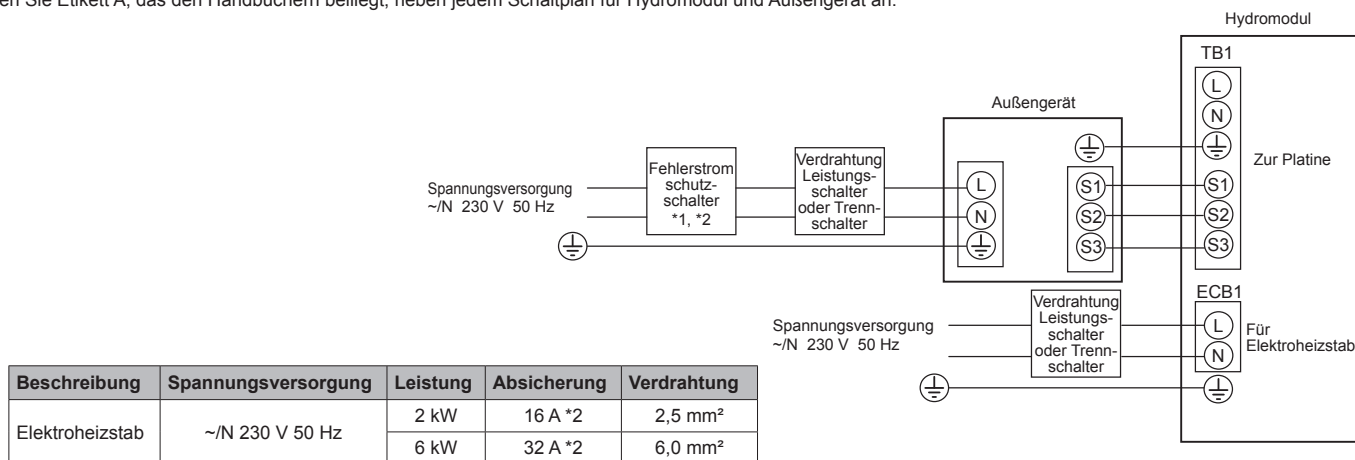 en Sie Etikett A, das den Handbüchern beiliegt, neben jedem Schaltplan für Hydromodul und Außengerät an.
Hydromodul
TB1
L
N
Zur Platine
S1
S2
S3
Außengerät
L
N
S1
S2
S3
Fehlerstrom
schutz-
schalter
*1, *2
Verdrahtung
Leistungs-
schalter
oder Trenn-
schalter
Spannungsversorgung
~/N 230 V 50 Hz
ECB1
L
N
Für
Elektroheizstab
Verdrahtung
Leistungs-
schalter
oder Trenn-
schalter
Spannungsversorgung
~/N 230 V 50 Hz
Beschreibung Spannungsversorgung Leistung Absicherung Verdrahtung
Elektroheizstab ~/N 230 V 50 Hz
2 kW 16 A *2 2,5 mm²
6 kW 32 A *2 6,0 mm²